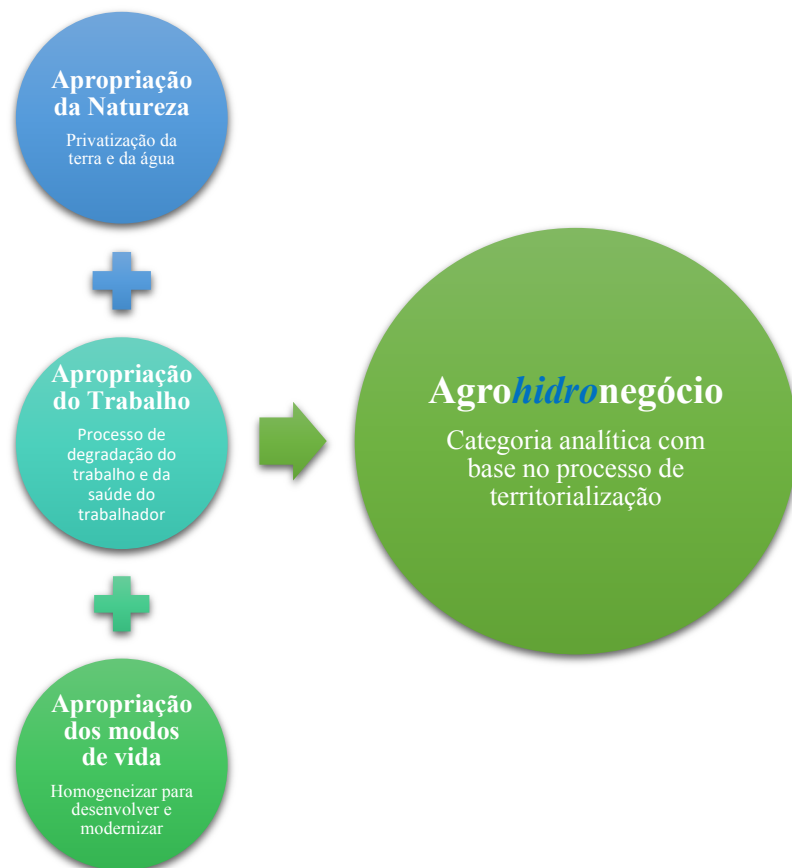 Apropriação
da Natureza
Privatização da
terra e da água
Apropriação
do Trabalho
Processo de
degradação do
trabalho e da
saúde do
trabalhador
Apropriação
dos modos
de vida
Homogeneizar para
desenvolver e
modernizar
Agrohidronegócio
Categoria analítica com
base no processo de
territorialização